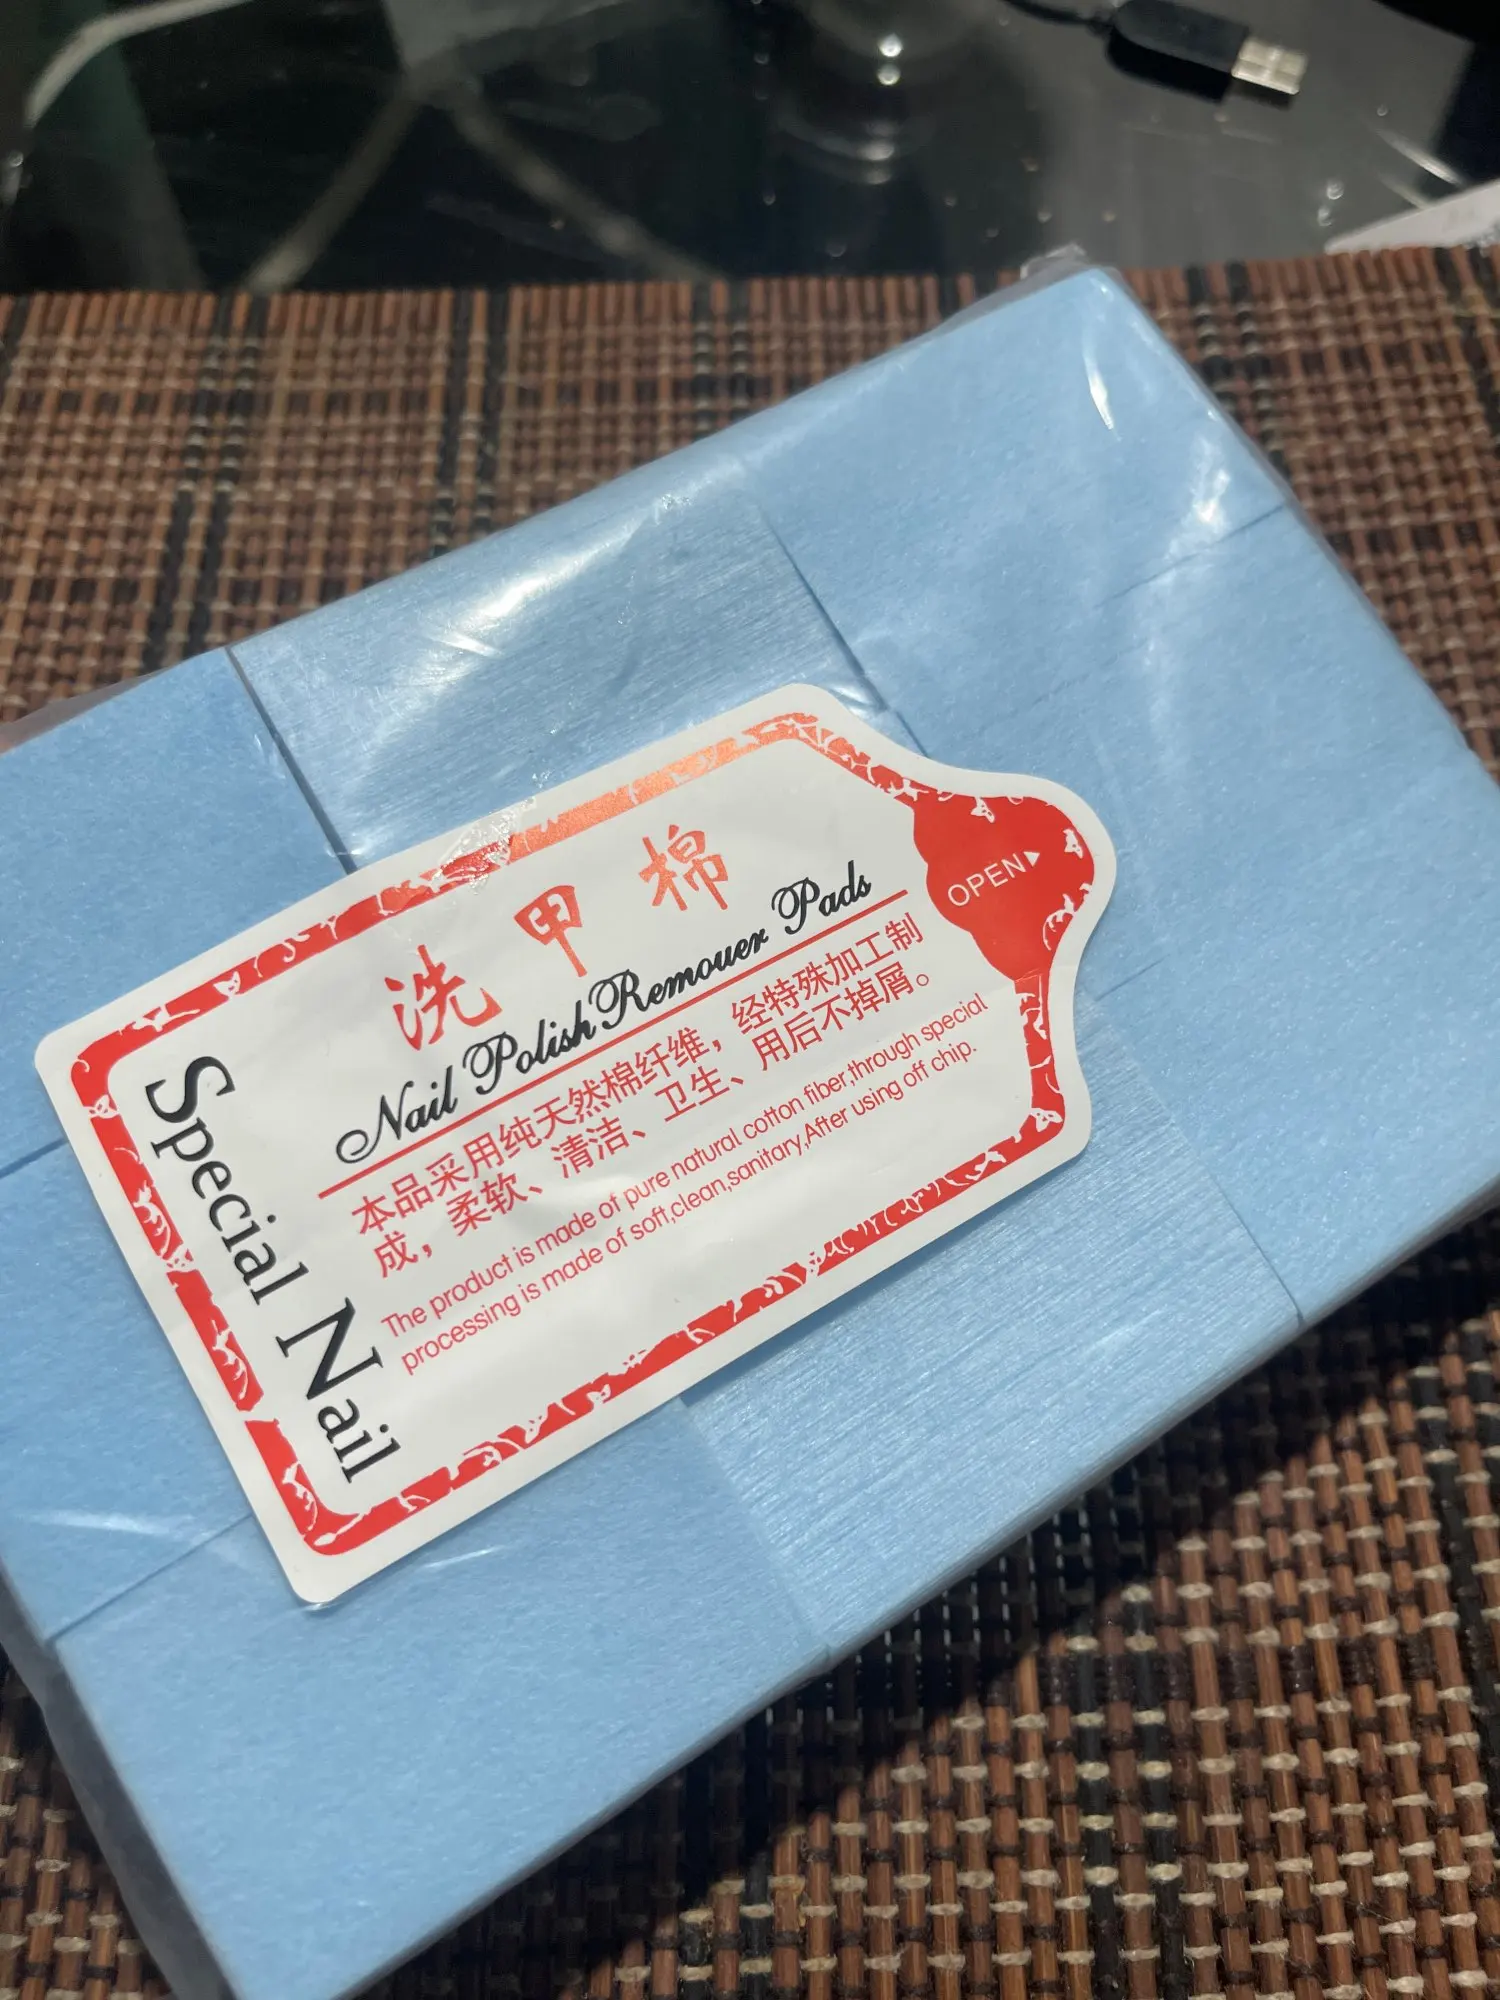 洗甲棉
Nail Polish Remouer Pads
本品采用纯天然棉纤维，经特殊加工制
成，柔软、清洁、卫生、用后不掉屑。
The product is made of pure natural cotton fiber,through special
processing is made of soft,clean,sanitary,After using off chip.
Special Nail
OPEN